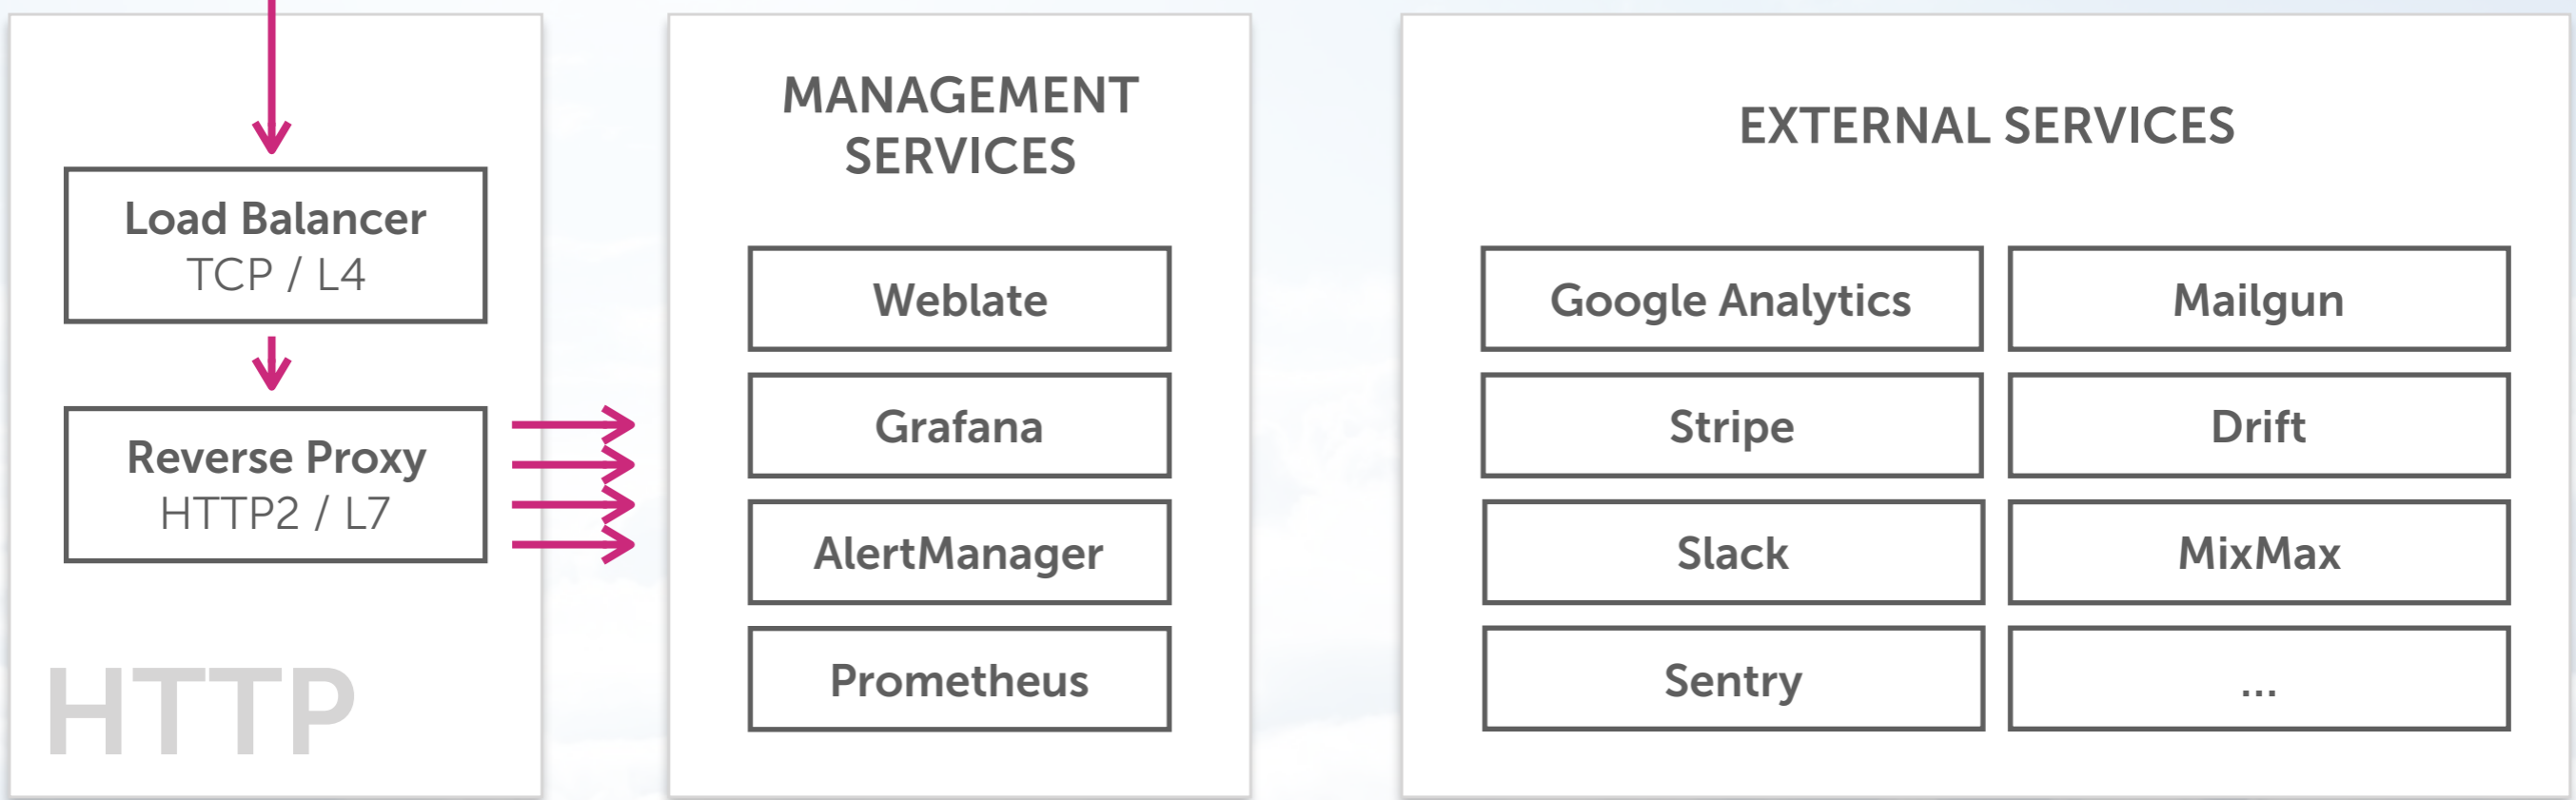 Load Balancer
TCP / L4
Reverse Proxy
HTTP2 / L7
HTTP
MANAGEMENT
SERVICES
Weblate
Grafana
AlertManager
Prometheus
EXTERNAL SERVICES
Google Analytics
Mailgun
Stripe
Drift
Slack
MixMax
Sentry
...